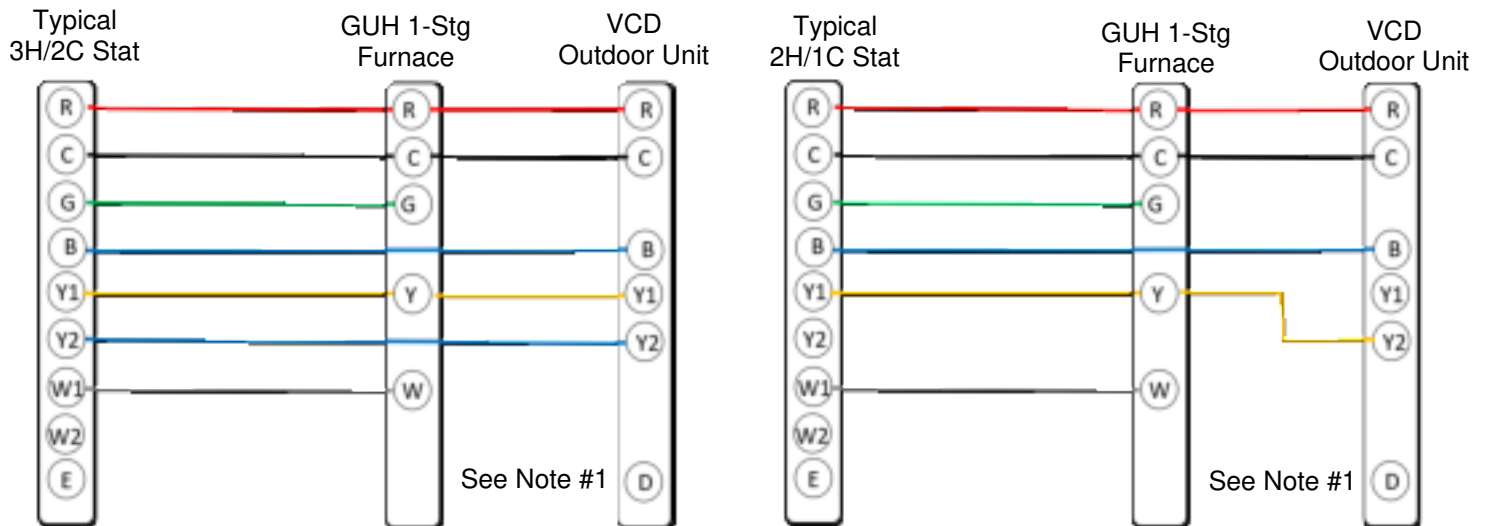 Typical
3H/2C Stat
GUH 1-Stg
Furnace
VCD
Outdoor Unit
R
C
G
B
Y1
Y2
W1
W2
E
R
C
G
Y
W
R
C
B
Y1
Y2
D
See Note #1
Typical
2H/1C Stat
GUH 1-Stg
Furnace
VCD
Outdoor Unit
R
C
G
B
Y1
Y2
W1
W2
E
R
C
G
Y
W
R
C
B
Y1
Y2
D
See Note #1